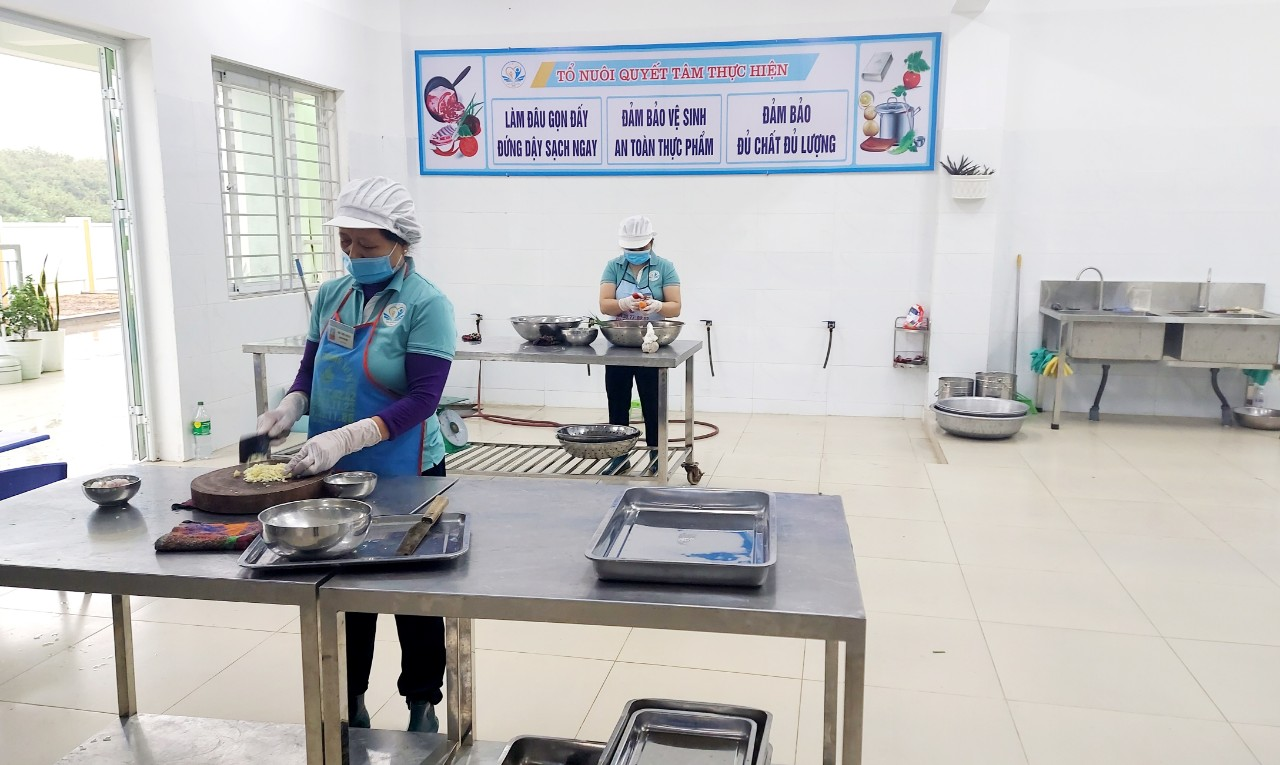 TỔ NUÔI QUYẾT TÂM THỰC HIỆN
LÀM ĐÂU GỌN ĐẤY
ĐỨNG DẬY SẠCH NGAY
ĐẢM BẢO VỆ SINH
AN TOÀN THỰC PHẨM
ĐẢM BẢO
ĐỦ CHẤT ĐỦ LƯỢNG